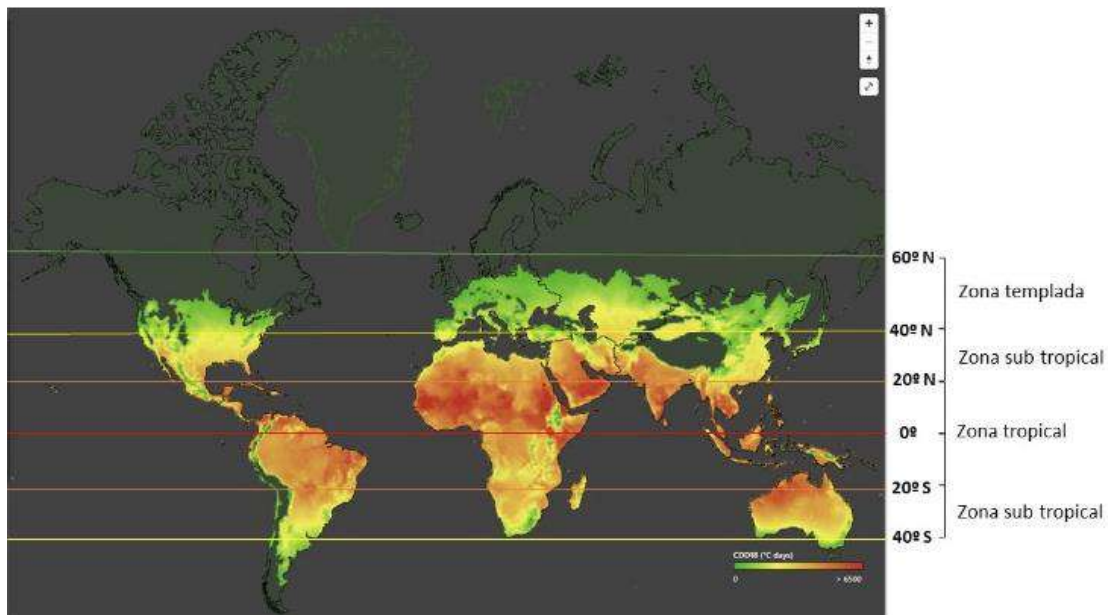 60º N
Zona templada
40º N
Zona sub tropical
20º N
0º
Zona tropical
20º S
Zona sub tropical
40º S
CDD18 (°C days)
0
> 6500